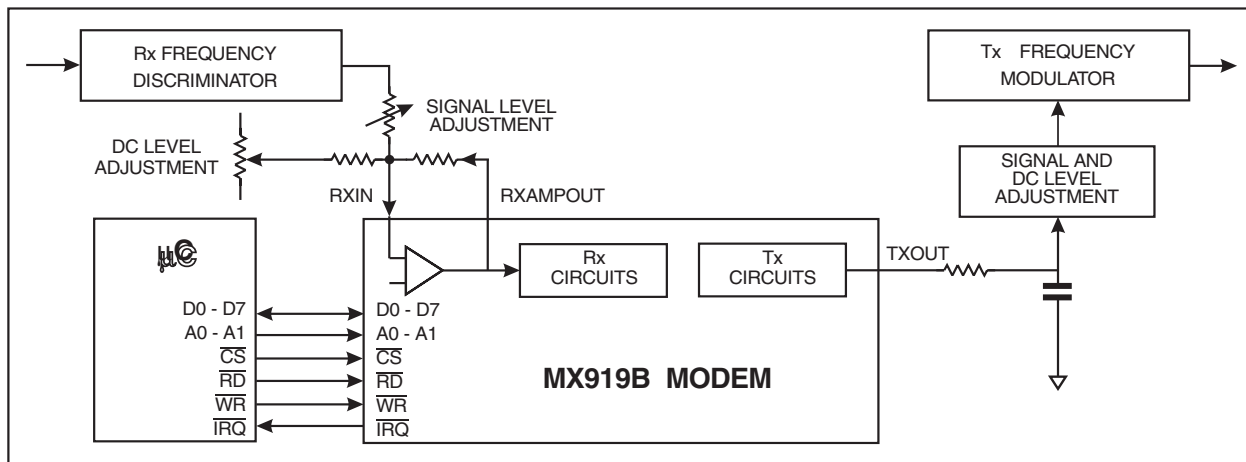 Rx FREQUENCY
DISCRIMINATOR
Tx FREQUENCY
MODULATOR
SIGNAL LEVEL
ADJUSTMENT
DC LEVEL
ADJUSTMENT
SIGNAL AND
DC LEVEL
ADJUSTMENT
RXIN
RXAMPOUT
µC
Rx
CIRCUITS
Tx
CIRCUITS
TXOUT
D0 - D7
A0 - A1
CS
RD
WR
IRQ
D0 - D7
A0 - A1
CS
RD
WR
IRQ
MX919B MODEM